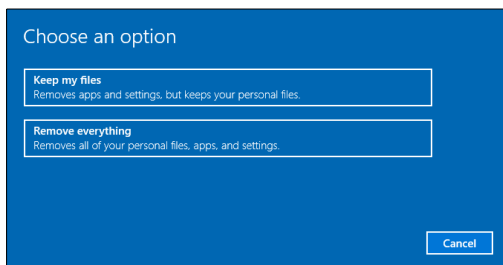 Choose an option
Keep my files
Removes apps and settings, but keeps your personal files.
Remove everything
Removes all of your personal files, apps, and settings.
Cancel